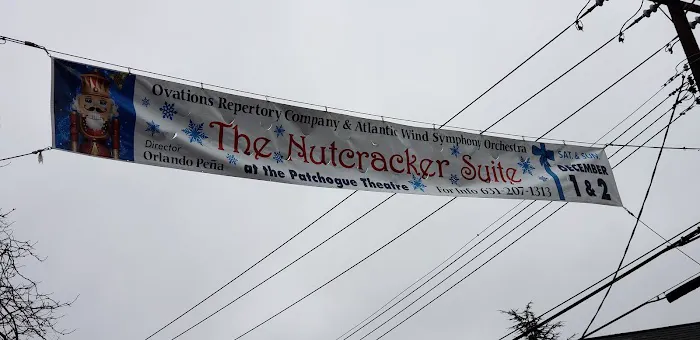 Ovations Repertory Company & Atlantic Wind Symphony Orchestra
The Nutcracker Suite
Director
Orlando Peña
at the Patchogue Theatre
For Info 631-207-1313
SAT. & SUN.
DECEMBER
1 & 2